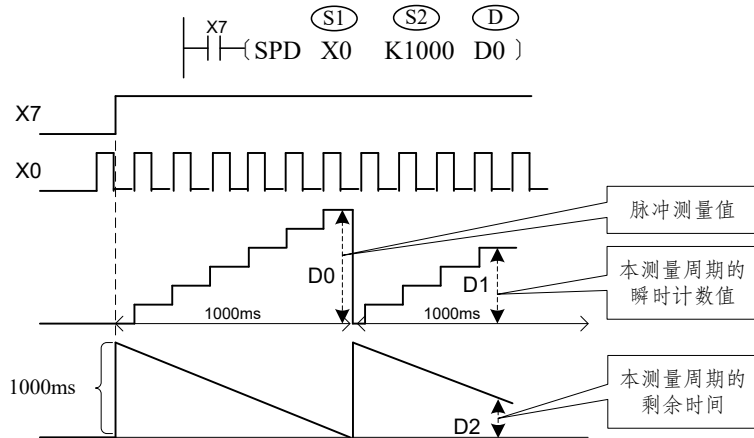 S1 S2 D
X7
SPD X0 K1000 D0
X7
X0
脉冲测量值
D0
D1
本测量周期的
瞬时计数值
1000ms 1000ms
1000ms
本测量周期的
剩余时间
D2